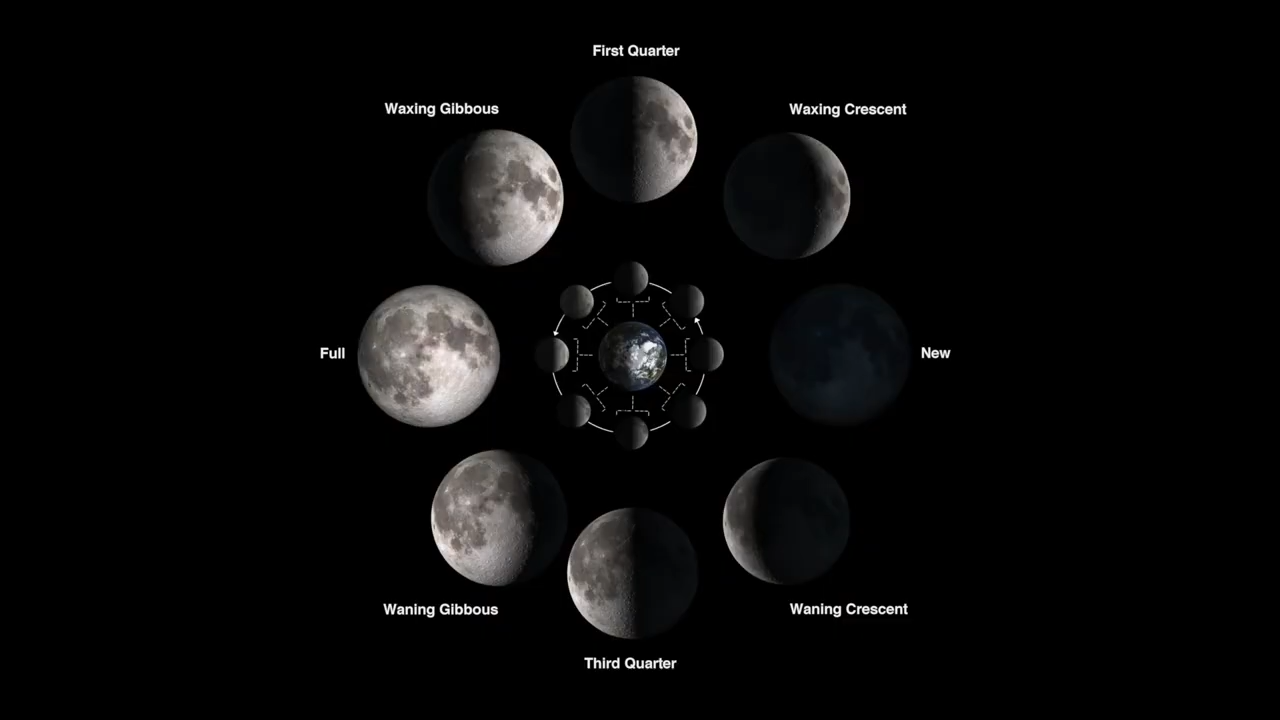 First Quarter
Waxing Gibbous
Waxing Crescent
Full
New
Waning Gibbous
Waning Crescent
Third Quarter